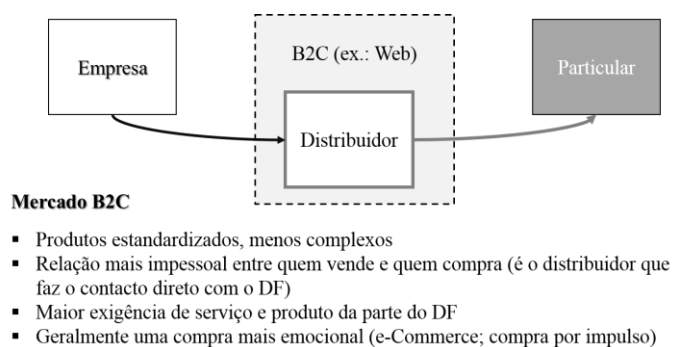 Empresa
B2C (ex.: Web)
Particular
Distribuidor
Mercado B2C
▪ Produtos estandardizados, menos complexos
▪ Relação mais impessoal entre quem vende e quem compra (é o distribuidor que
faz o contacto direto com o DF)
▪ Maior exigência de serviço e produto da parte do DF
▪ Geralmente uma compra mais emocional (e-Commerce; compra por impulso)